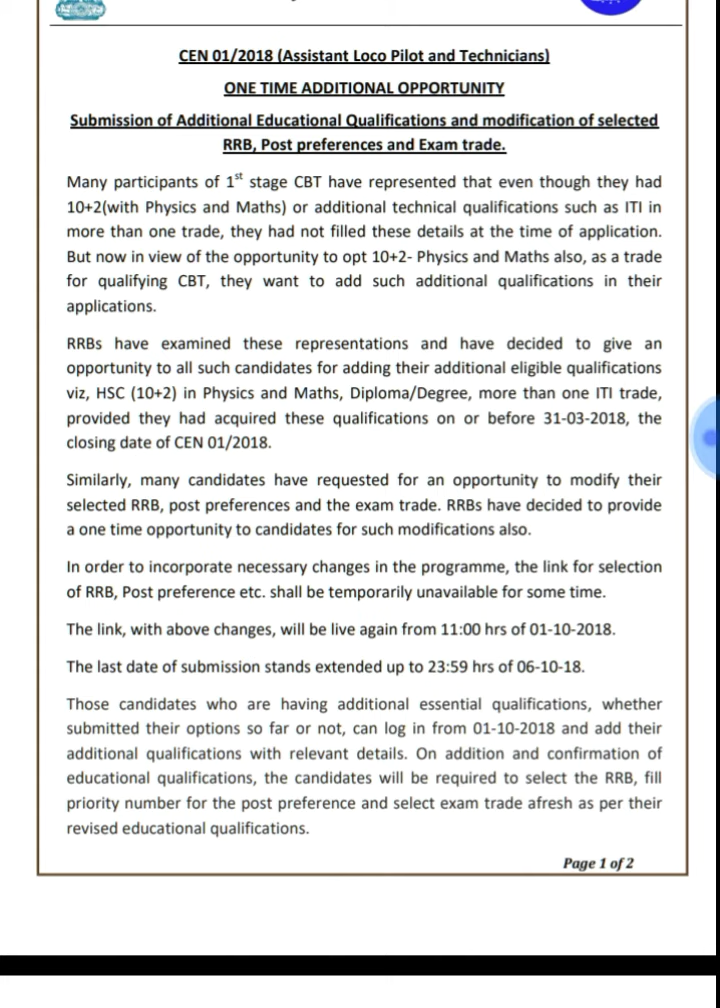 CEN 01/2018 (Assistant Loco Pilot and Technicians)
ONE TIME ADDITIONAL OPPORTUNITY
Submission of Additional Educational Qualifications and modification of selected
RRB, Post preferences and Exam trade.
Many participants of 1st stage CBT have represented that even though they had
10+2(with Physics and Maths) or additional technical qualifications such as ITI in
more than one trade, they had not filled these details at the time of application.
But now in view of the opportunity to opt 10+2- Physics and Maths also, as a trade
for qualifying CBT, they want to add such additional qualifications in their
applications.
RRBs have examined these representations and have decided to give an
opportunity to all such candidates for adding their additional eligible qualifications
viz, HSC (10+2) in Physics and Maths, Diploma/Degree, more than one ITI trade,
provided they had acquired these qualifications on or before 31-03-2018, the
closing date of CEN 01/2018.
Similarly, many candidates have requested for an opportunity to modify their
selected RRB, post preferences and the exam trade. RRBs have decided to provide
a one time opportunity to candidates for such modifications also.
In order to incorporate necessary changes in the programme, the link for selection
of RRB, Post preference etc. shall be temporarily unavailable for some time.
The link, with above changes, will be live again from 11:00 hrs of 01-10-2018.
The last date of submission stands extended up to 23:59 hrs of 06-10-18.
Those candidates who are having additional essential qualifications, whether
submitted their options so far or not, can log in from 01-10-2018 and add their
additional qualifications with relevant details. On addition and confirmation of
educational qualifications, the candidates will be required to select the RRB, fill
priority number for the post preference and select exam trade afresh as per their
revised educational qualifications.
Page 1 of 2